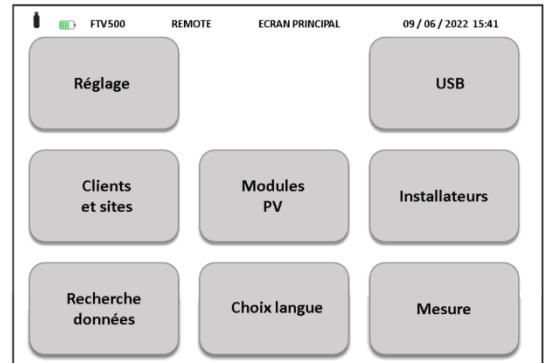 FTV500 REMOTE ECRAN PRINCIPAL 09 / 06 / 2022 15:41
Réglage
USB
Clients
et sites
Modules
PV
Installateurs
Recherche
données
Choix langue
Mesure